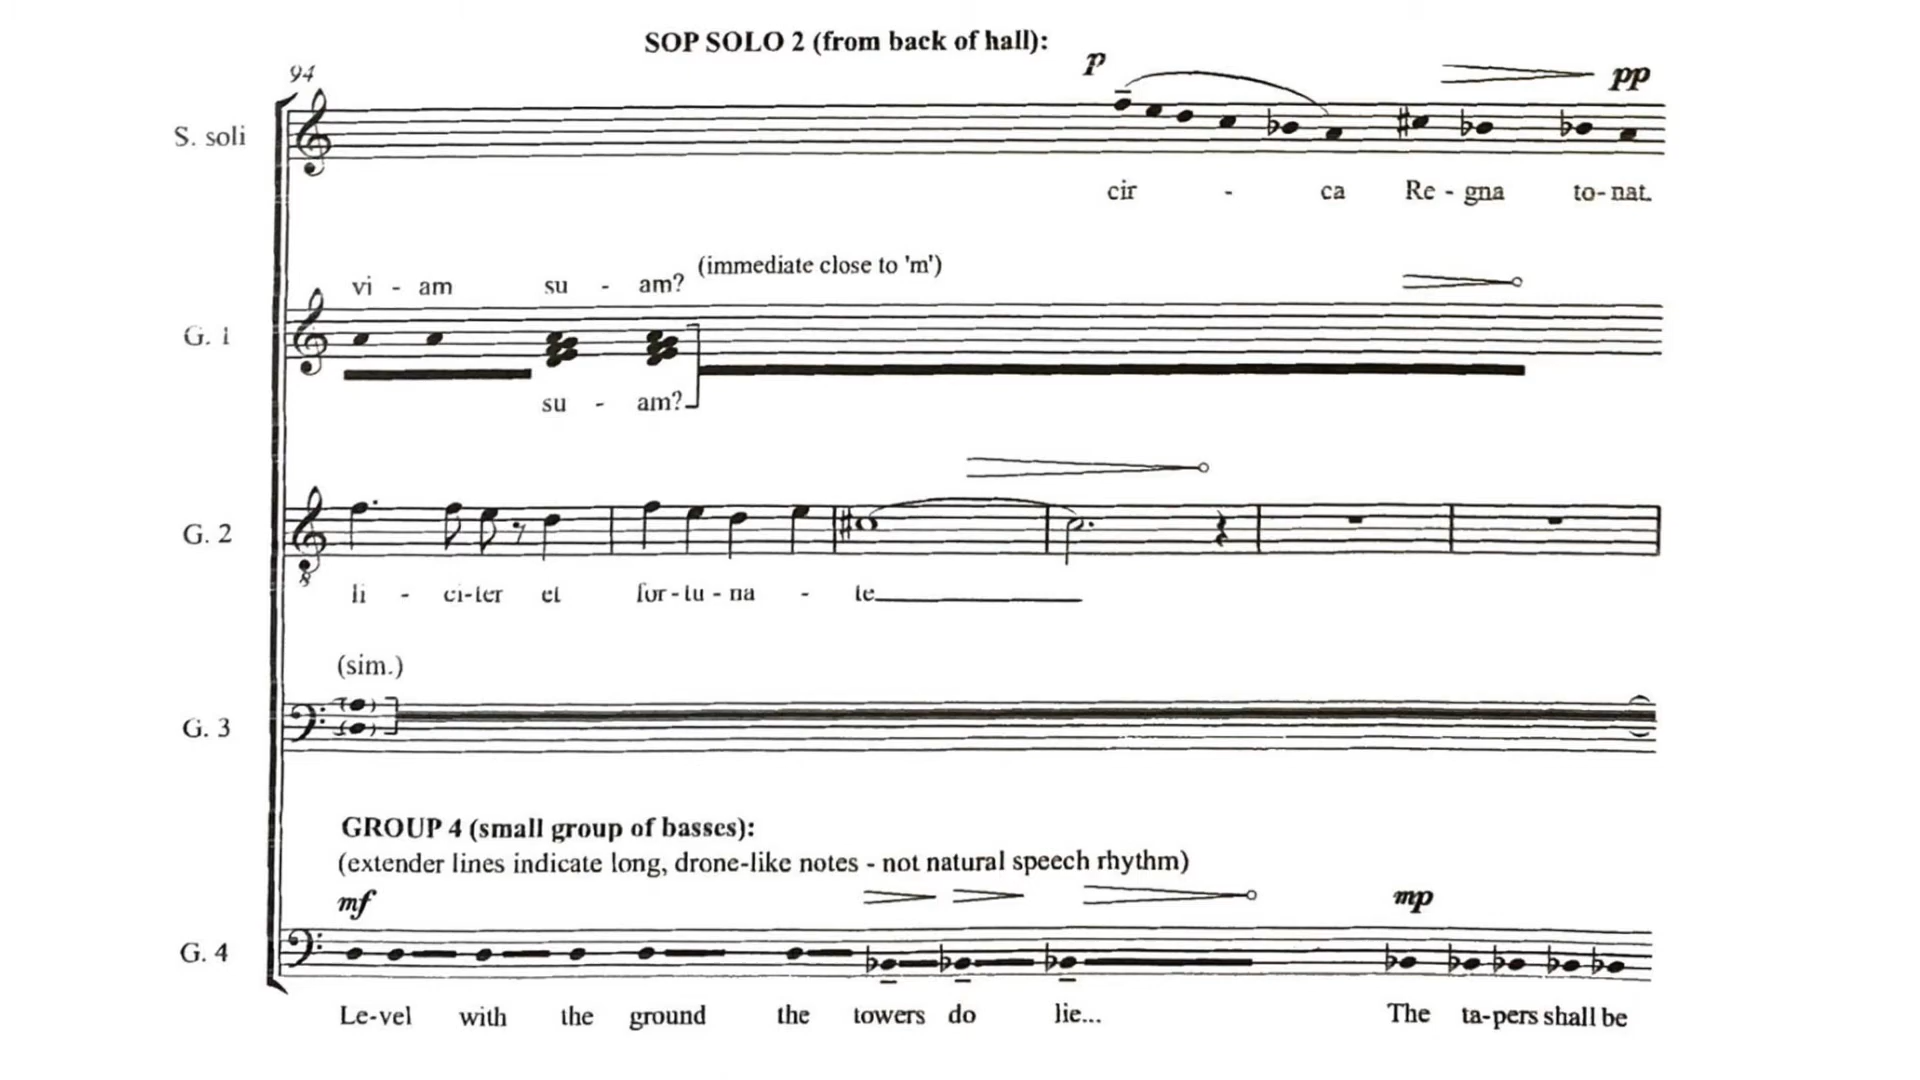 SOP SOLO 2 (from back of hall):
94
p
pp
S. soli
cir - ca Re - gna to - nat.
(immediate close to 'm')
vi - am su - am?
G. 1
su - am?
G. 2
8
li - ci-ter et for - tu - na - te
(sim.)
G. 3
GROUP 4 (small group of basses):
(extender lines indicate long, drone-like notes - not natural speech rhythm)
mf
mp
G. 4
Le-vel with the ground the towers do lie... The ta-pers shall be